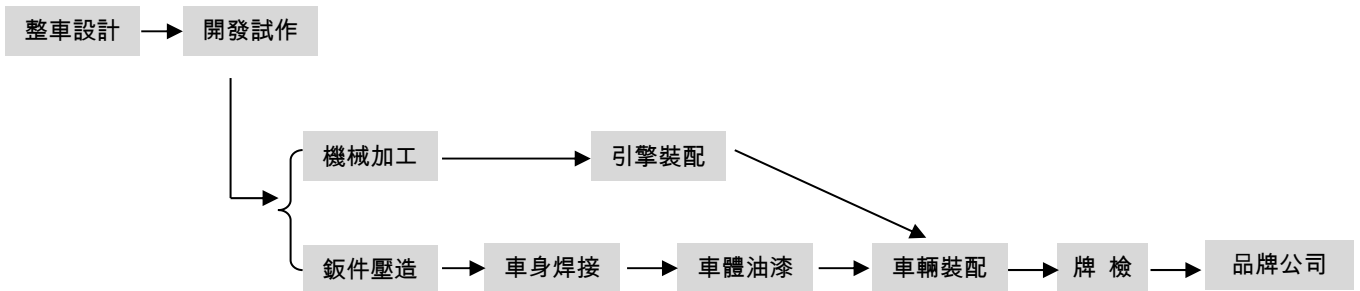 整車設計
開發試作
機械加工
引擎裝配
鈑件壓造
車身焊接
車體油漆
車輛裝配
牌 檢
品牌公司